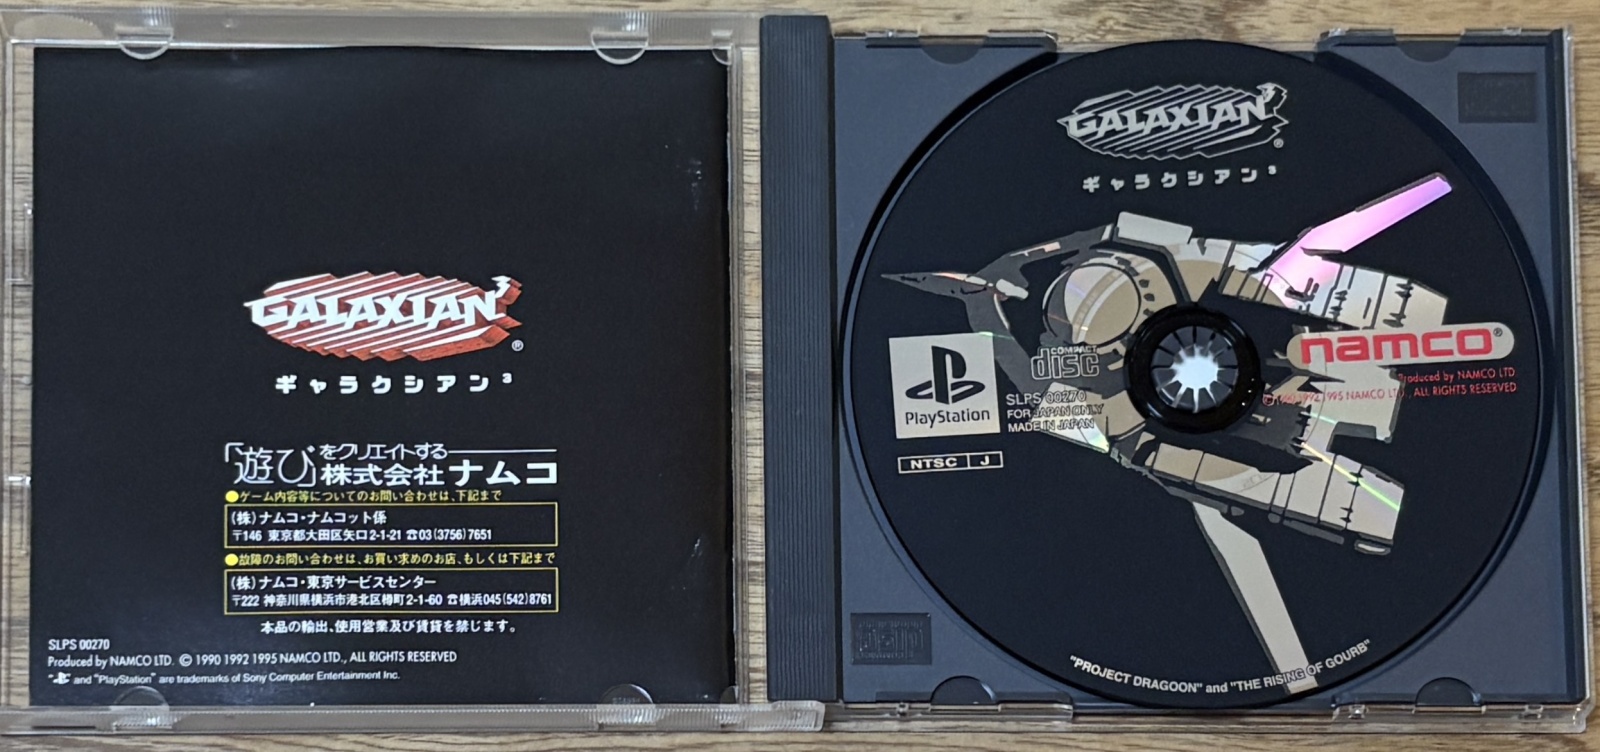 GALAXIAN³
®
ギャラクシアン³
「遊び」をクリエイトする
株式会社ナムコ
●ゲーム内容等についてのお問い合わせは、下記まで
(株)ナムコ・ナムコット係
〒146 東京都大田区矢口2-1-21 ☎03(3756)7651
●故障のお問い合わせは、お買い求めのお店、もしくは下記まで
(株)ナムコ・東京サービスセンター
〒222 神奈川県横浜市港北区樽町2-1-60 ☎横浜045(542)8761
本品の輸出、使用営業及び賃貸を禁じます。
SLPS 00270
Produced by NAMCO LTD. © 1990 1992 1995 NAMCO LTD., ALL RIGHTS RESERVED
"PS" and "PlayStation" are trademarks of Sony Computer Entertainment Inc.
GALAXIAN³
®
ギャラクシアン³
namco®
Produced by NAMCO LTD.
©1990 1992 1995 NAMCO LTD., ALL RIGHTS RESERVED
PlayStation
COMPACT
disc
SLPS 00270
FOR JAPAN ONLY
MADE IN JAPAN
NTSC J
"PROJECT DRAGOON" and "THE RISING OF GOURB"